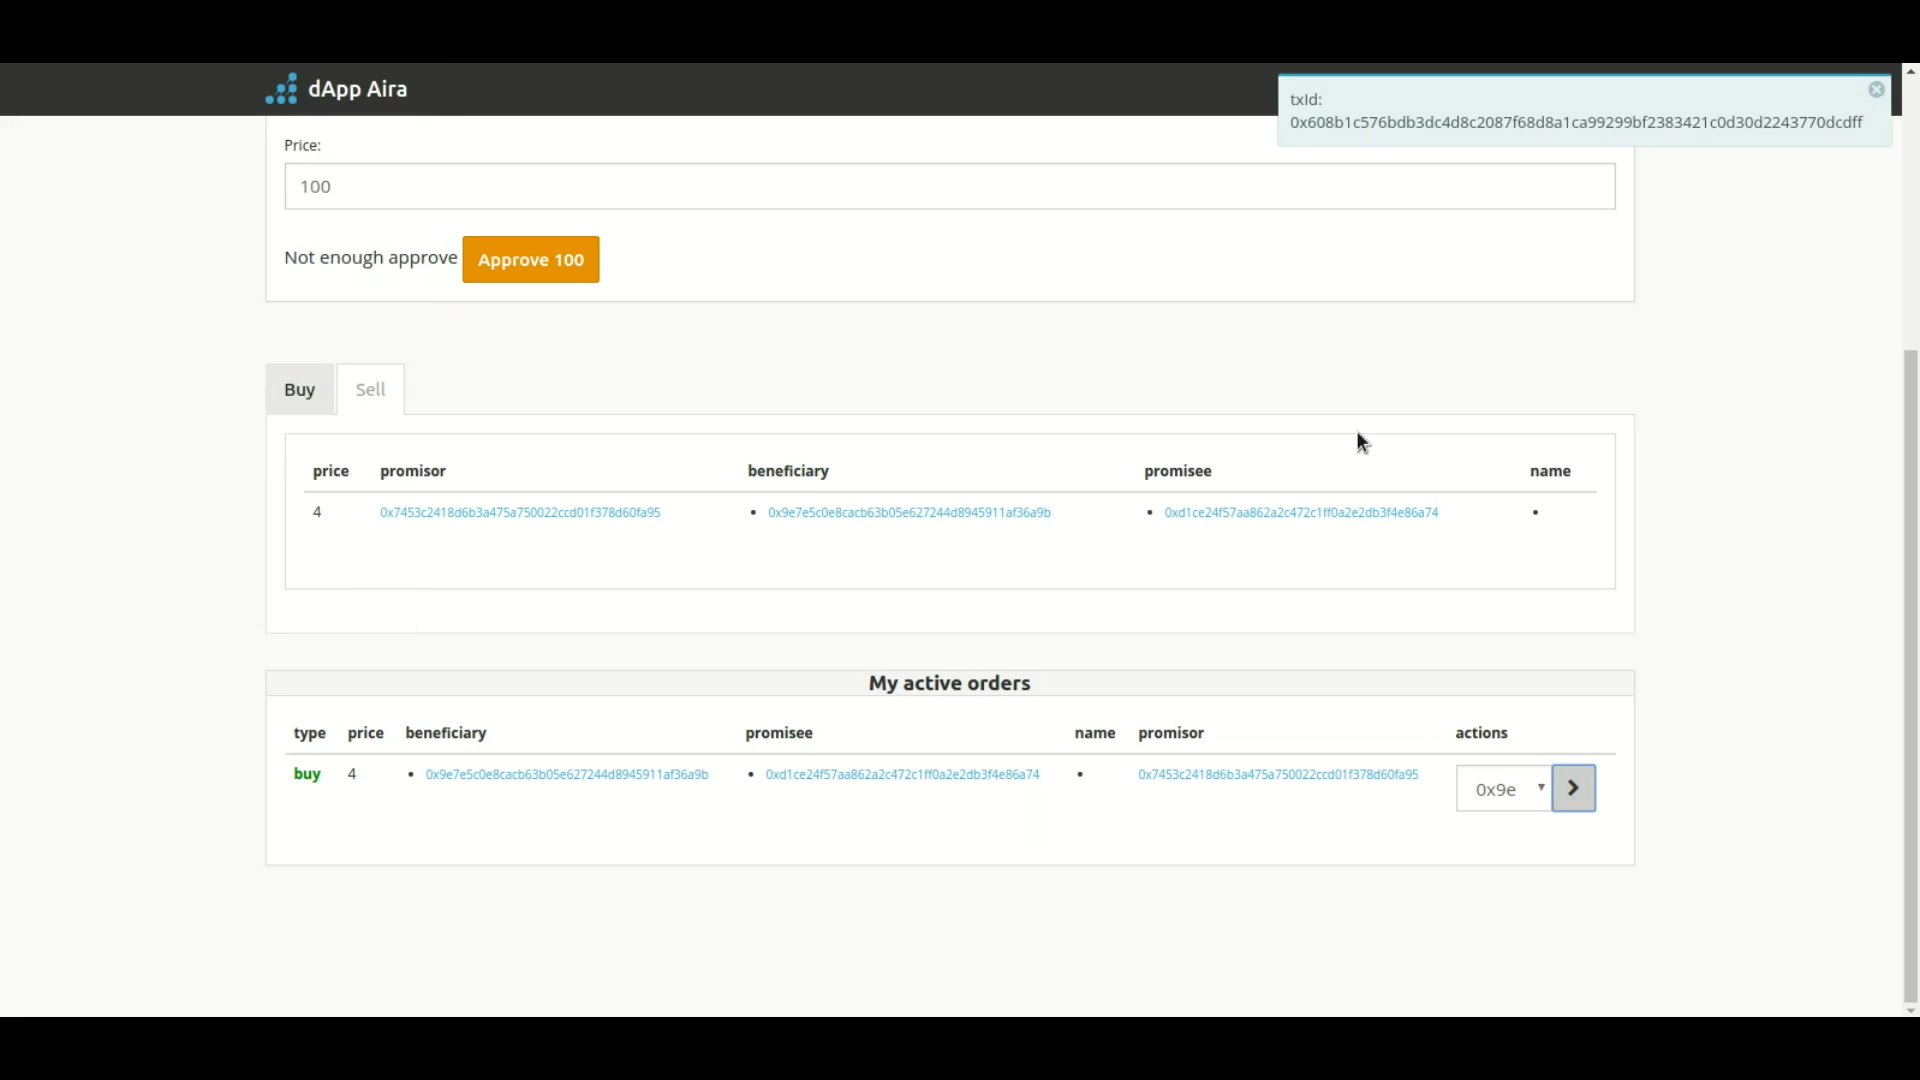 dApp Aira
txId:
0x608b1c576bdb3dc4d8c2087f68d8a1ca99299bf2383421c0d30d2243770dcdff
Price:
100
Not enough approve Approve 100
Buy Sell
price promisor beneficiary promisee name
4 0x7453c2418d6b3a475a750022ccd01f378d60fa95 • 0x9e7e5c0e8cacb63b05e627244d8945911af36a9b • 0xd1ce24f57aa862a2c472c1ff0a2e2db3f4e86a74 •
My active orders
type price beneficiary promisee name promisor actions
buy 4 • 0x9e7e5c0e8cacb63b05e627244d8945911af36a9b • 0xd1ce24f57aa862a2c472c1ff0a2e2db3f4e86a74 • 0x7453c2418d6b3a475a750022ccd01f378d60fa95 0x9e